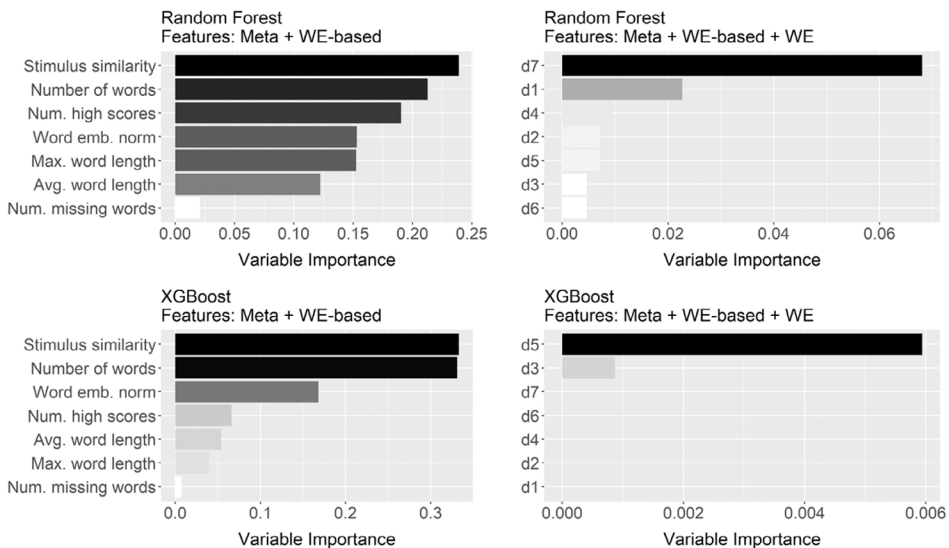 Random Forest
Features: Meta + WE-based
Stimulus similarity
Number of words
Num. high scores
Word emb. norm
Max. word length
Avg. word length
Num. missing words
0.00 0.05 0.10 0.15 0.20 0.25
Variable Importance
Random Forest
Features: Meta + WE-based + WE
d7
d1
d4
d2
d5
d3
d6
0.00 0.02 0.04 0.06
Variable Importance
XGBoost
Features: Meta + WE-based
Stimulus similarity
Number of words
Word emb. norm
Num. high scores
Avg. word length
Max. word length
Num. missing words
0.0 0.1 0.2 0.3
Variable Importance
XGBoost
Features: Meta + WE-based + WE
d5
d3
d7
d6
d4
d2
d1
0.000 0.002 0.004 0.006
Variable Importance